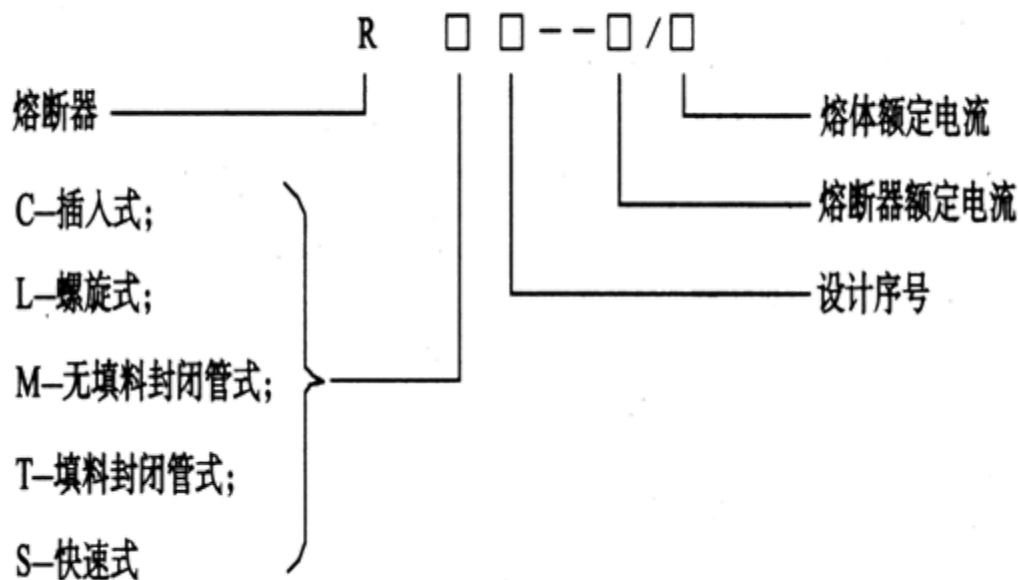 R □ □--□/□
熔断器
熔体额定电流
C—插入式;
熔断器额定电流
L—螺旋式;
设计序号
M—无填料封闭管式;
T—填料封闭管式;
S—快速式